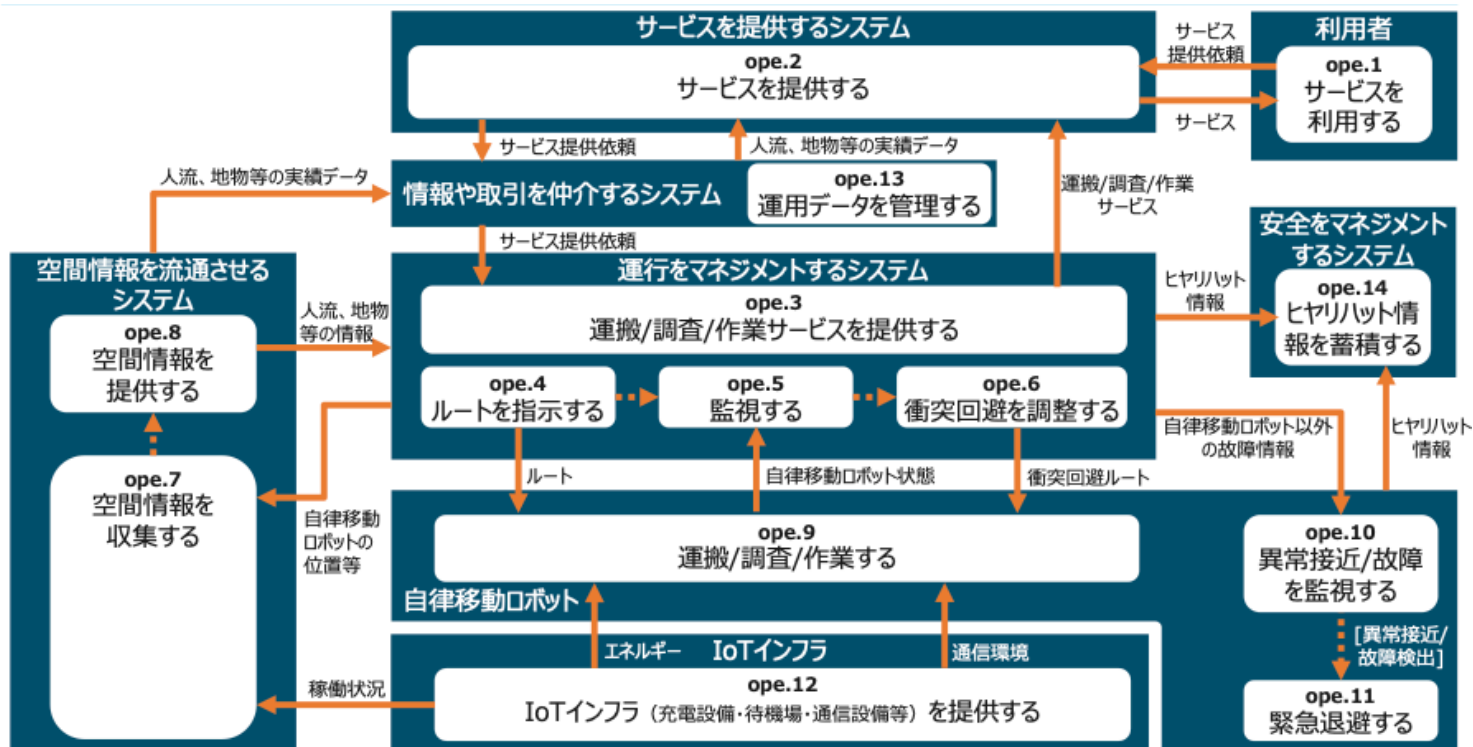 サービスを提供するシステム
ope.2
サービスを提供する
サービス
提供依頼
サービス
利用者
ope.1
サービスを
利用する
サービス提供依頼
人流、地物等の実績データ
人流、地物等の実績データ
情報や取引を仲介するシステム
ope.13
運用データを管理する
運搬/調査/作業
サービス
サービス提供依頼
空間情報を流通させる
システム
ope.8
空間情報を
提供する
人流、地物
等の情報
ope.7
空間情報を
収集する
自律移動
ロボットの
位置等
稼働状況
運行をマネジメントするシステム
ope.3
運搬/調査/作業サービスを提供する
ope.4
ルートを指示する
ope.5
監視する
ope.6
衝突回避を調整する
ヒヤリハット
情報
安全をマネジメント
するシステム
ope.14
ヒヤリハット情
報を蓄積する
自律移動ロボット以外
の故障情報
ヒヤリハット
情報
ルート
自律移動ロボット状態
衝突回避ルート
ope.9
運搬/調査/作業する
自律移動ロボット
ope.10
異常接近/故障
を監視する
[異常接近/
故障検出]
ope.11
緊急退避する
エネルギー
IoTインフラ
通信環境
ope.12
IoTインフラ（充電設備・待機場・通信設備等）を提供する